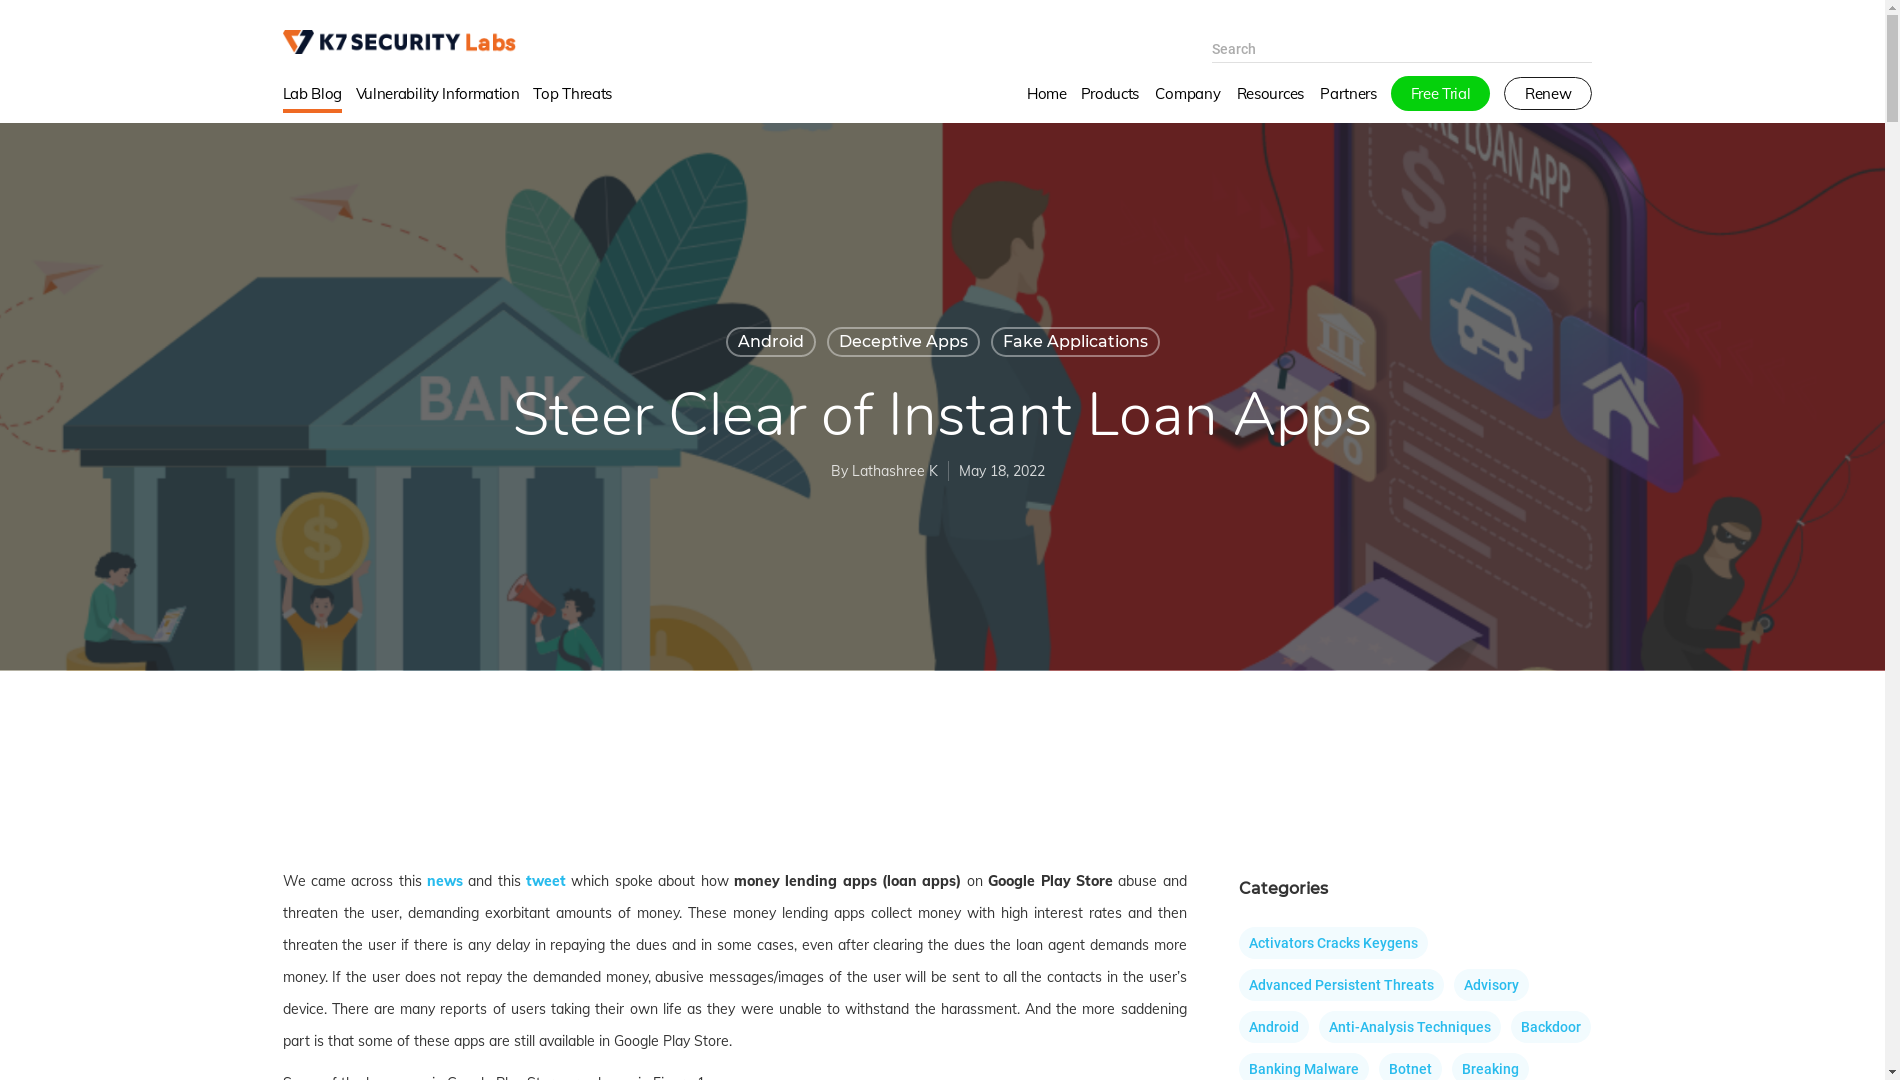 K7 SECURITY Labs
Search
Lab Blog Vulnerability Information Top Threats
Home Products Company Resources Partners Free Trial Renew
LOAN APP
BANK
Android Deceptive Apps Fake Applications
Steer Clear of Instant Loan Apps
By Lathashree K May 18, 2022
We came across this news and this tweet which spoke about how money lending apps (loan apps) on Google Play Store abuse and
threaten the user, demanding exorbitant amounts of money. These money lending apps collect money with high interest rates and then
threaten the user if there is any delay in repaying the dues and in some cases, even after clearing the dues the loan agent demands more
money. If the user does not repay the demanded money, abusive messages/images of the user will be sent to all the contacts in the user’s
device. There are many reports of users taking their own life as they were unable to withstand the harassment. And the more saddening
part is that some of these apps are still available in Google Play Store.
Categories
Activators Cracks Keygens
Advanced Persistent Threats Advisory
Android Anti-Analysis Techniques Backdoor
Banking Malware Botnet Breaking